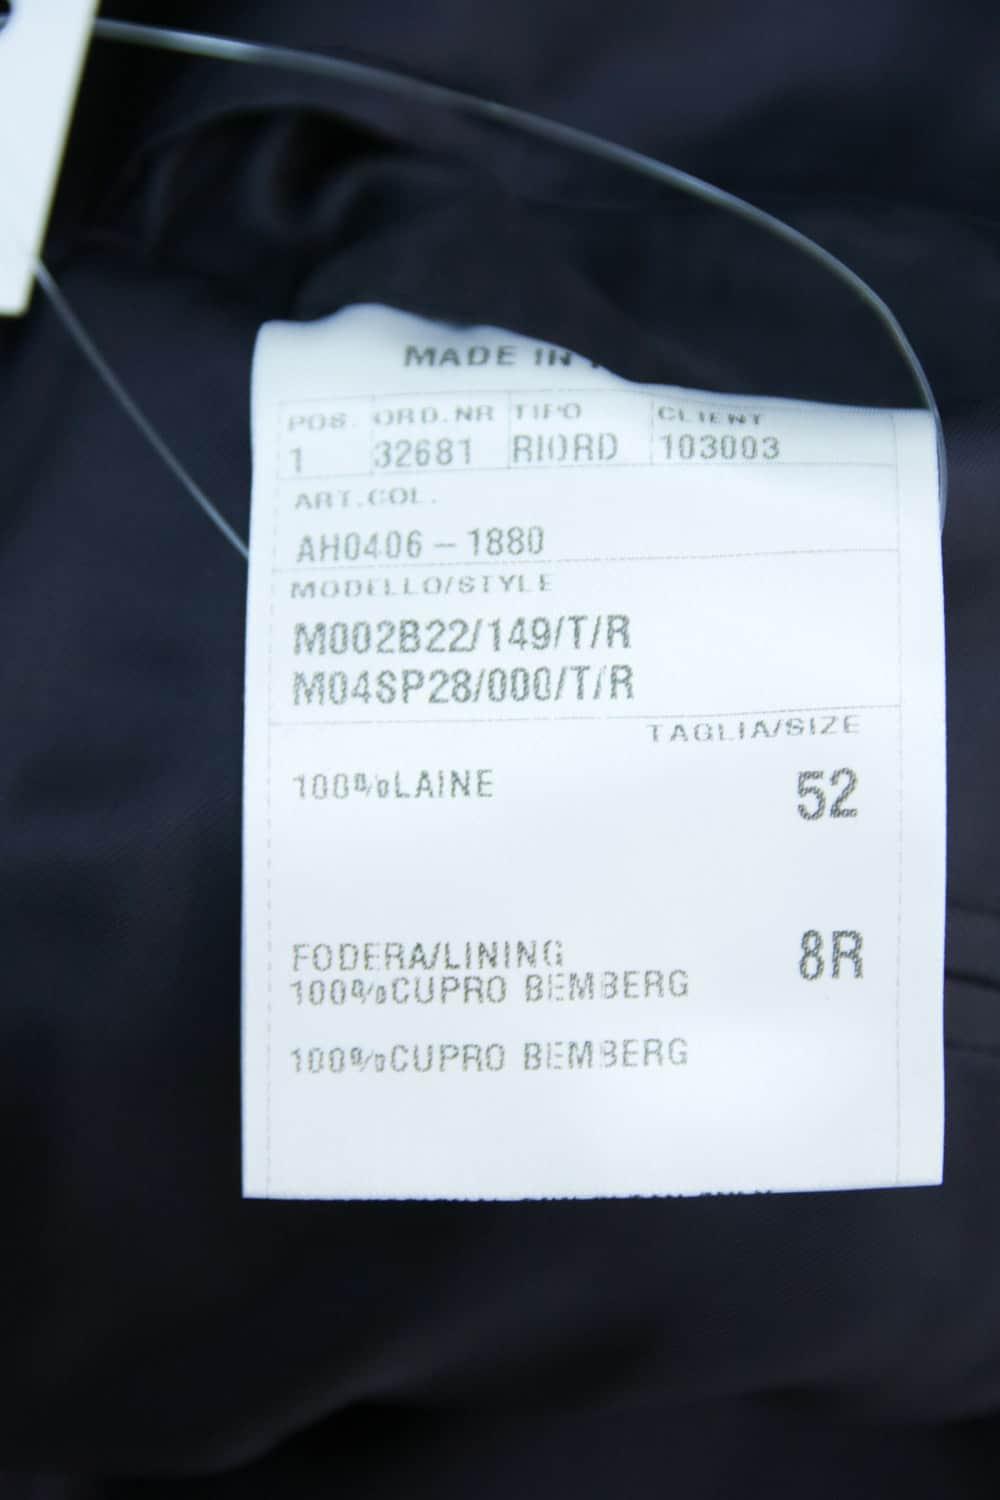 MADE IN
POS. ORD.NR TIPO CLIENT
1 32681 RIORD 103003
ART.COL.
AH0406 – 1880
MODELLO/STYLE
M002B22/149/T/R
M04SP28/000/T/R
TAGLIA/SIZE
100%LAINE 52
FODERA/LINING 8R
100%CUPRO BEMBERG
100%CUPRO BEMBERG